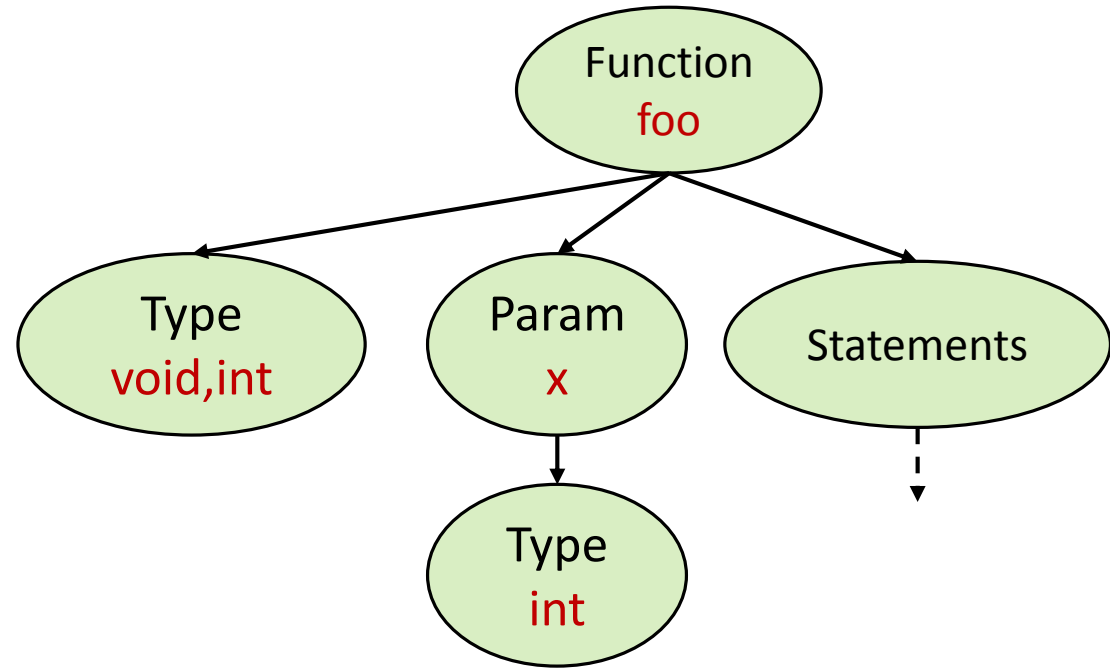 Function
foo
Type
void,int
Param
x
Statements
Type
int